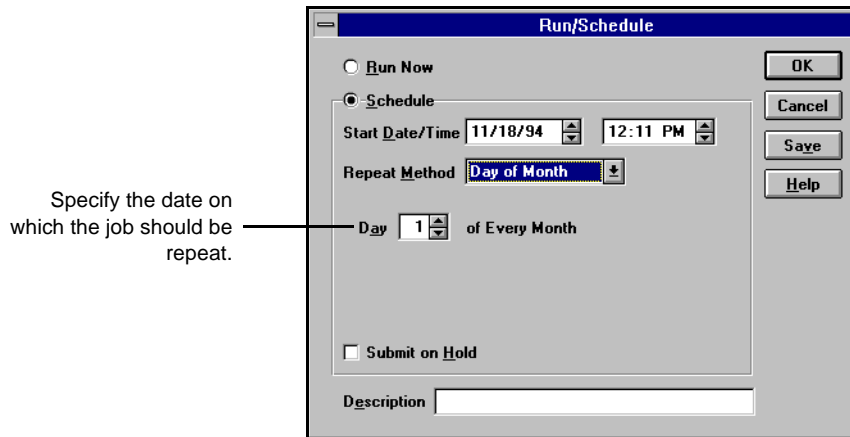 Run/Schedule
Run Now
OK
Schedule
Cancel
Start Date/Time 11/18/94 12:11 PM
Save
Repeat Method Day of Month
Help
Specify the date on
which the job should be
repeat.
Day 1 of Every Month
Submit on Hold
Description